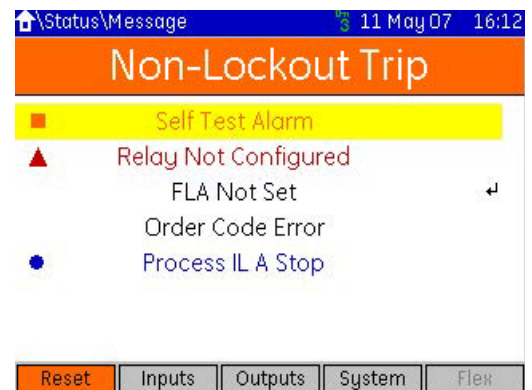 \Status\Message 3 11 May 07 16:12
Non-Lockout Trip
Self Test Alarm
Relay Not Configured
FLA Not Set
Order Code Error
Process IL A Stop
Reset Inputs Outputs System Flex